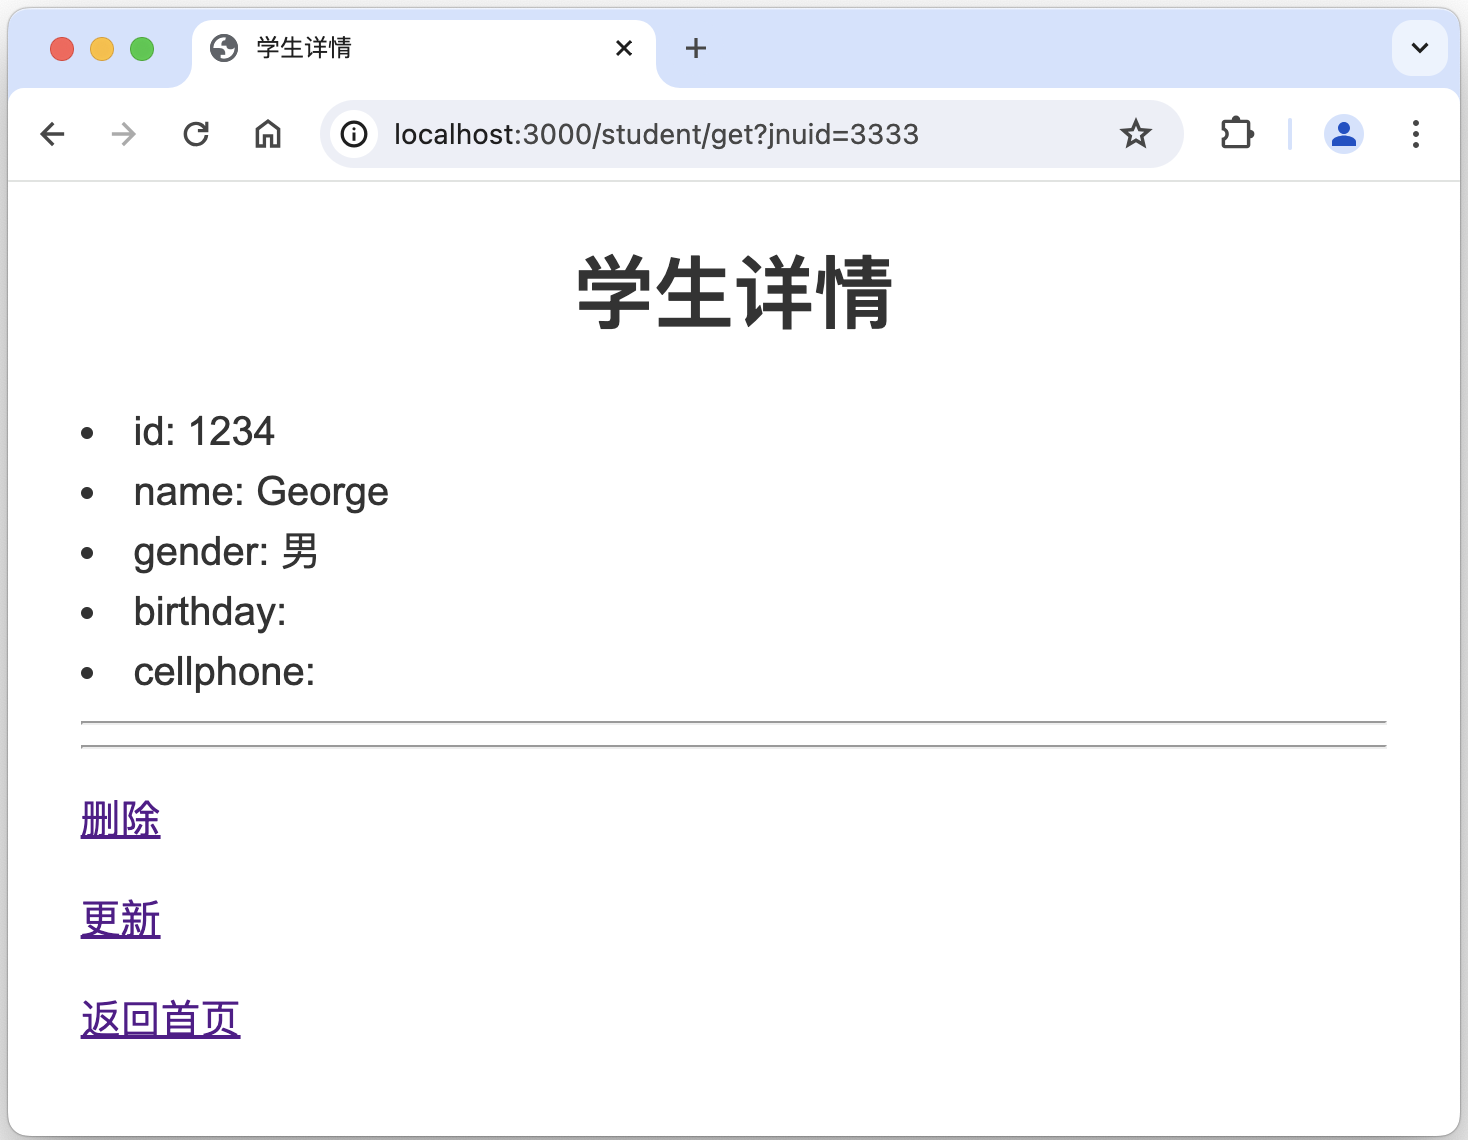 学生详情
localhost:3000/student/get?jnuid=3333
学生详情
id: 1234
name: George
gender: 男
birthday:
cellphone:
删除
更新
返回首页